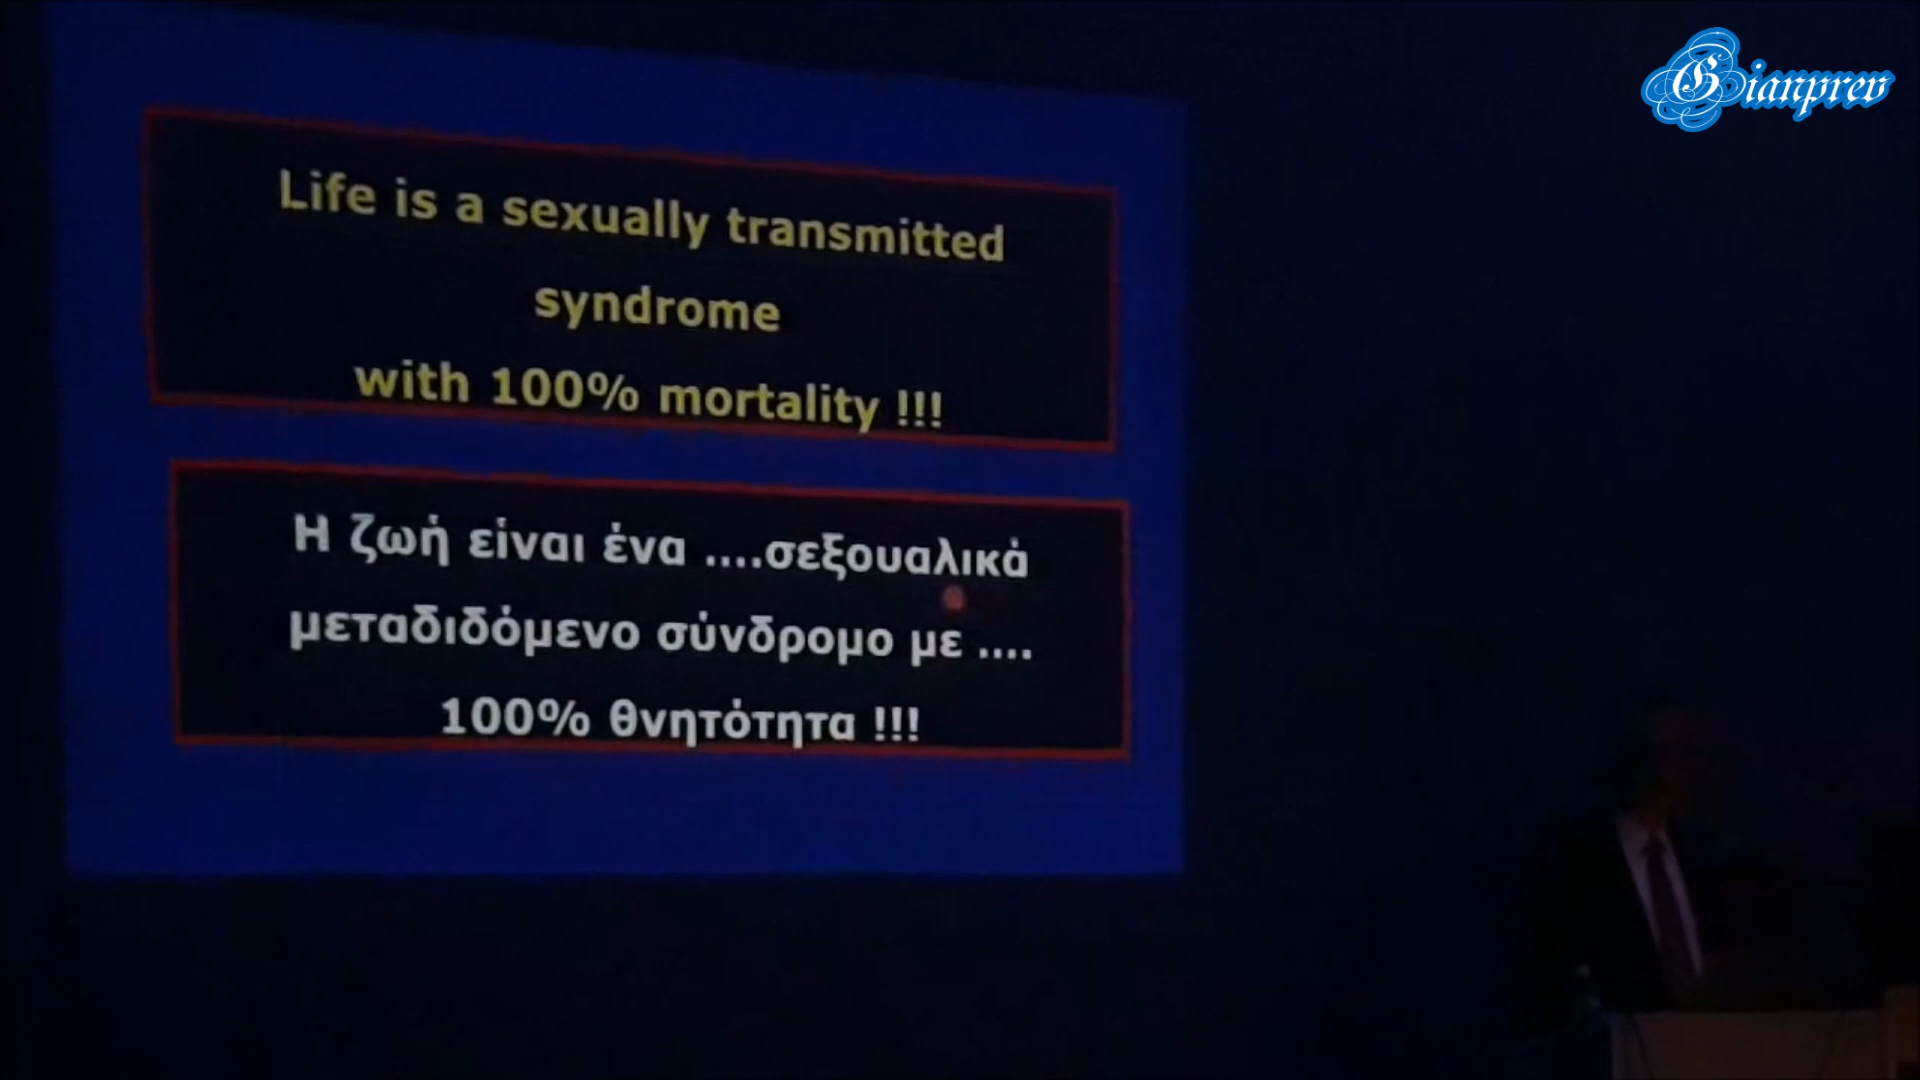 Gianprev
Life is a sexually transmitted
syndrome
with 100% mortality !!!
Η ζωή είναι ένα ....σεξουαλικά
μεταδιδόμενο σύνδρομο με ....
100% θνητότητα !!!